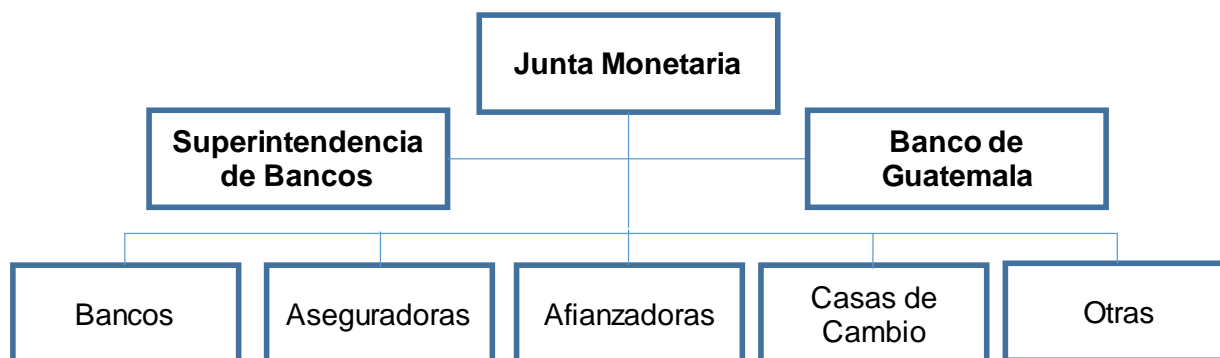 Junta Monetaria
Superintendencia
de Bancos
Banco de
Guatemala
Bancos
Aseguradoras
Afianzadoras
Casas de
Cambio
Otras